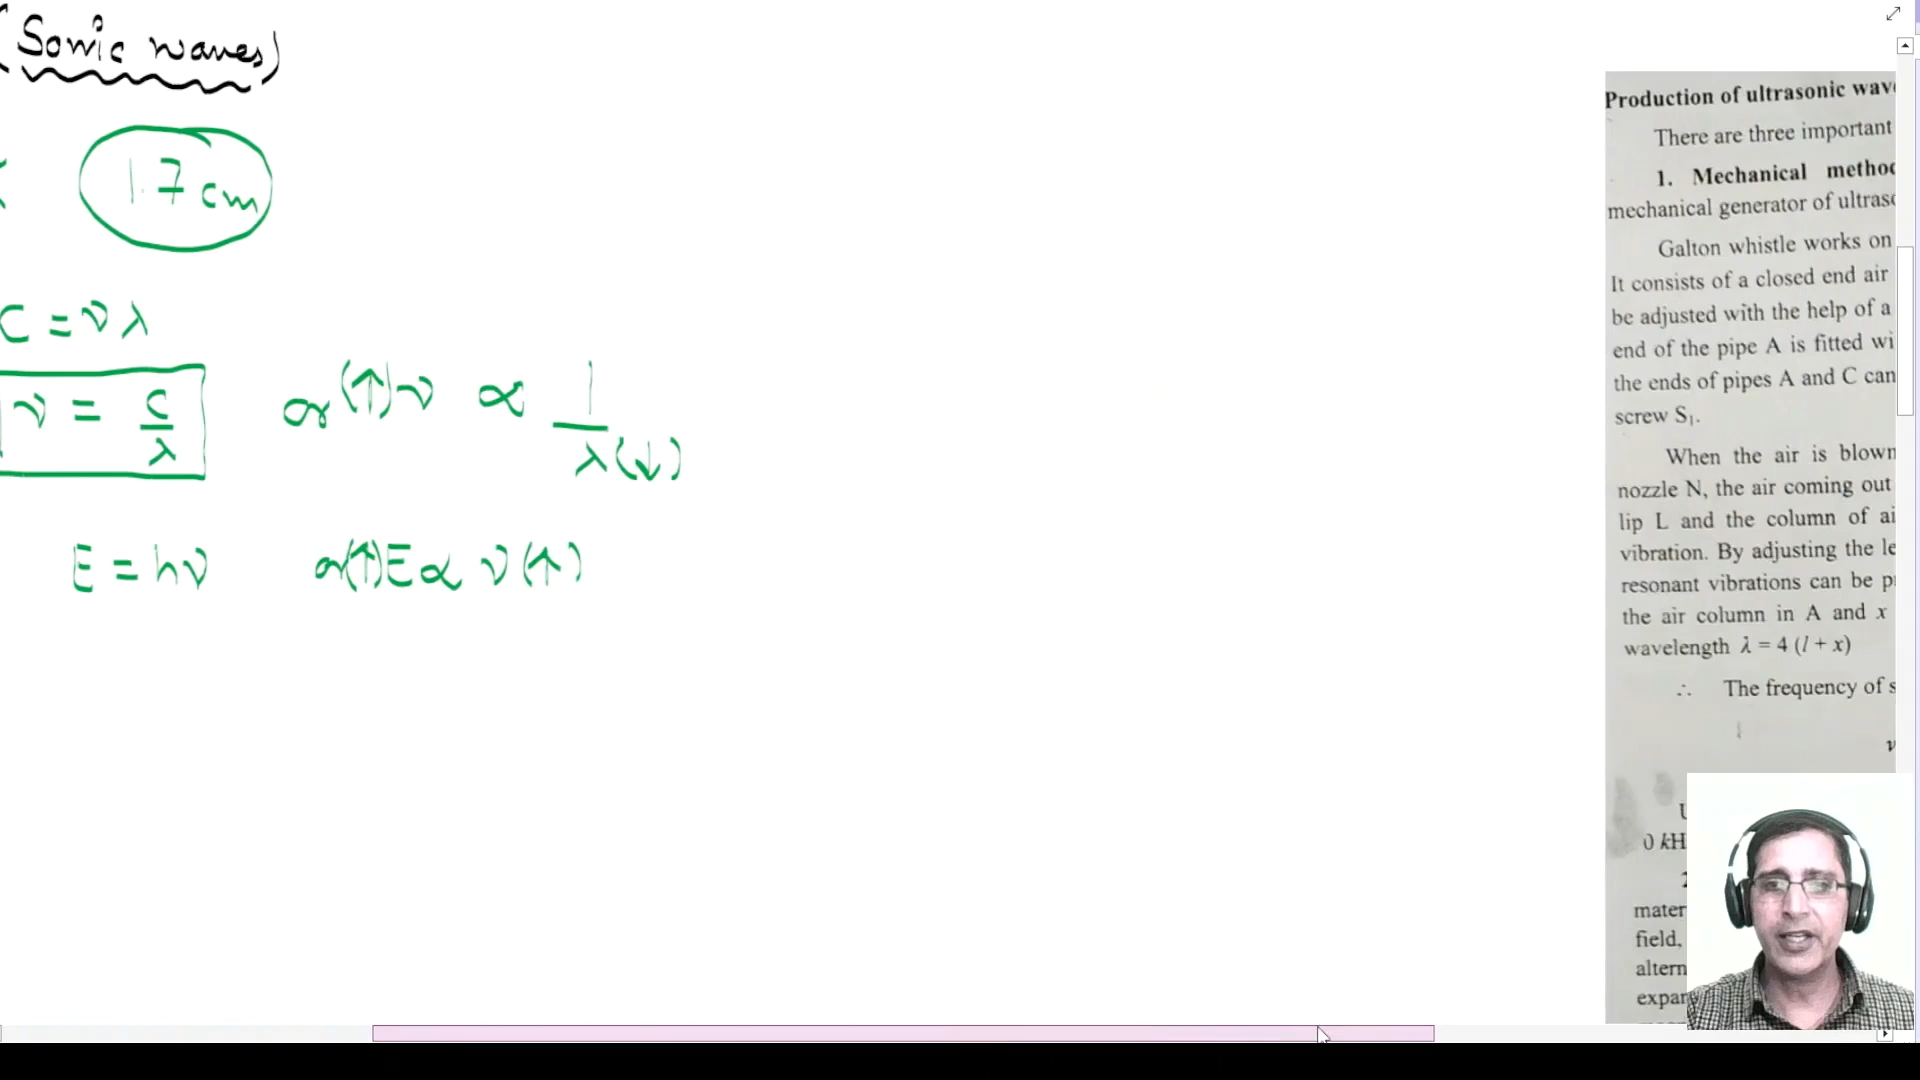 (Sonic waves)
1.7 cm
C = ν λ
ν = C / λ
or (↑) ν ∝ 1 / λ (↓)
E = hν
or (↑) E ∝ ν (↑)
Production of ultrasonic wav
There are three important
1. Mechanical metho
mechanical generator of ultras
Galton whistle works on
It consists of a closed end air
be adjusted with the help of a
end of the pipe A is fitted wi
the ends of pipes A and C can
screw S₁.
When the air is blown
nozzle N, the air coming out
lip L and the column of ai
vibration. By adjusting the le
resonant vibrations can be p
the air column in A and x
wavelength λ = 4 (l + x)
∴ The frequency of s
0 kH
mater
field,
altern
expan